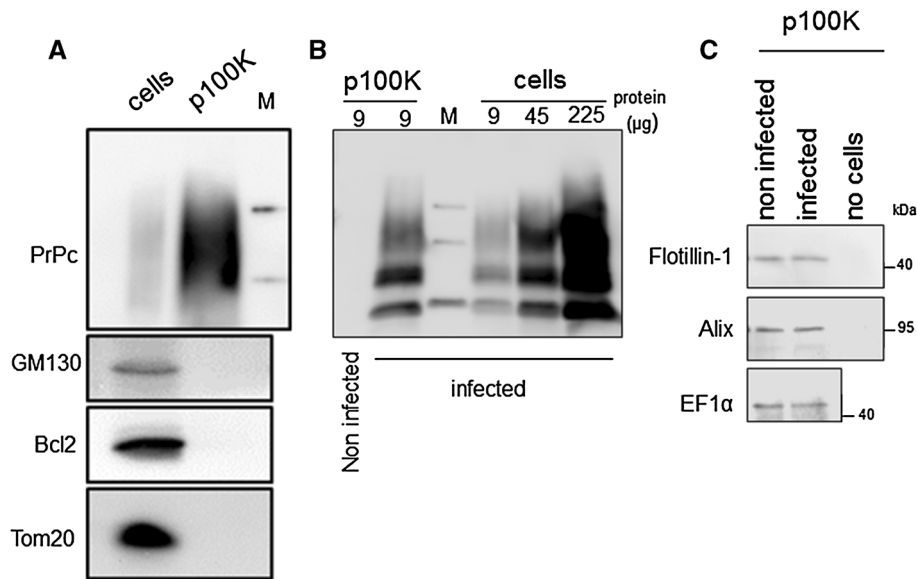 A
cells
p100K
M
PrPc
GM130
Bcl2
Tom20
B
p100K
cells
9
9
M
9
45
225
protein
(µg)
Non infected
infected
C
p100K
non infected
infected
no cells
kDa
Flotillin-1
40
Alix
95
EF1α
40